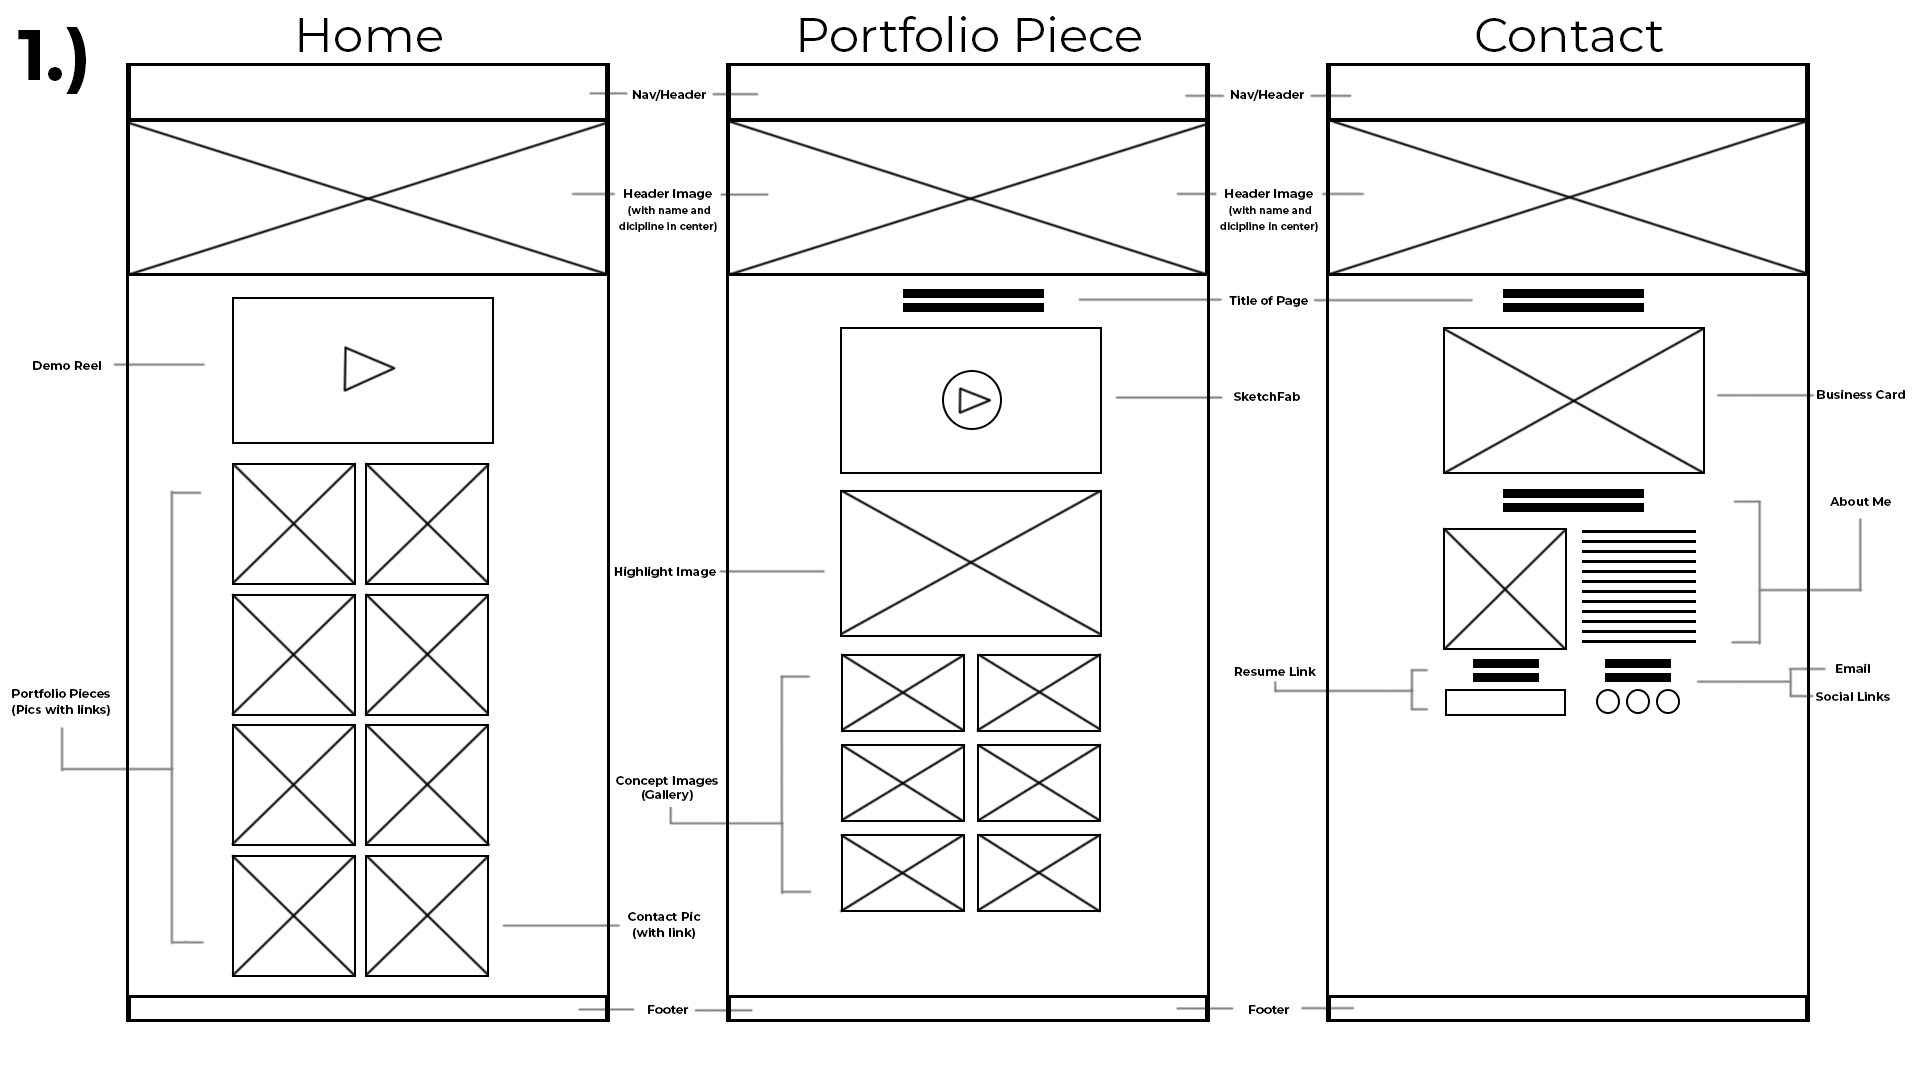 1.)
Home
Portfolio Piece
Contact
Nav/Header
Nav/Header
Header Image
(with name and
dicipline in center)
Header Image
(with name and
dicipline in center)
Title of Page
Demo Reel
SketchFab
Business Card
About Me
Highlight Image
Resume Link
Email
Social Links
Portfolio Pieces
(Pics with links)
Concept Images
(Gallery)
Contact Pic
(with link)
Footer
Footer